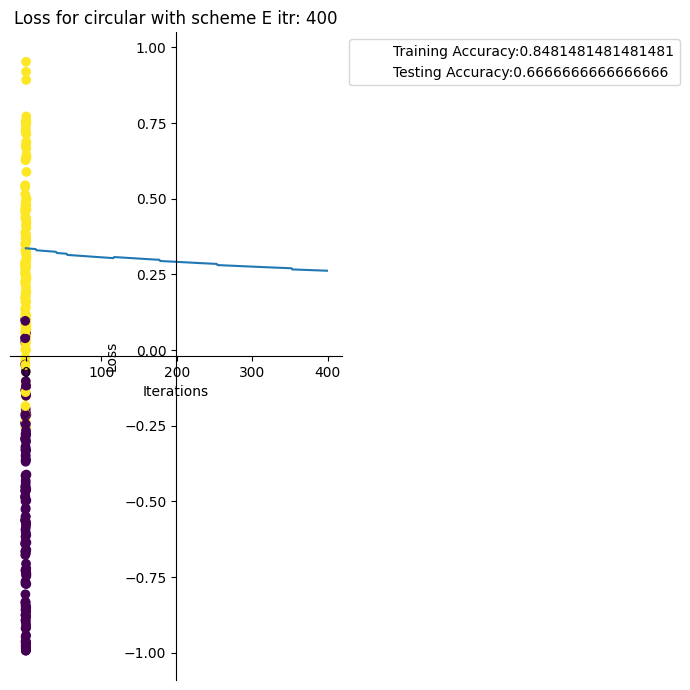 Loss for circular with scheme E itr: 400
Training Accuracy:0.8481481481481481
Testing Accuracy:0.6666666666666666
1.00
0.75
0.50
0.25
0.00
0 100 200 300 400
Loss
Iterations
−0.25
−0.50
−0.75
−1.00